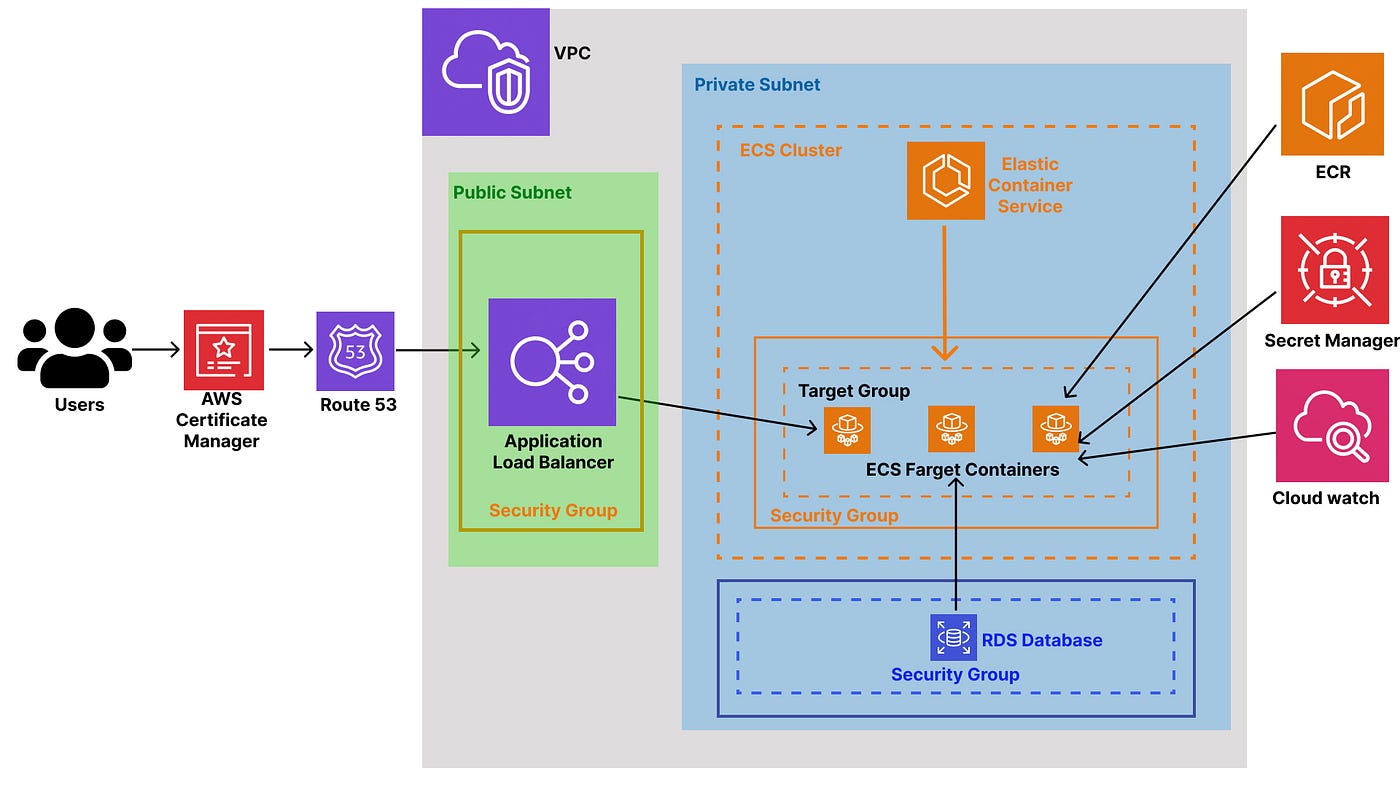 VPC
Private Subnet
ECS Cluster
Elastic
Container
Service
ECR
Public Subnet
Secret Manager
53
Users
AWS
Certificate
Manager
Route 53
Application
Load Balancer
Security Group
Target Group
ECS Farget Containers
Security Group
Cloud watch
RDS Database
Security Group